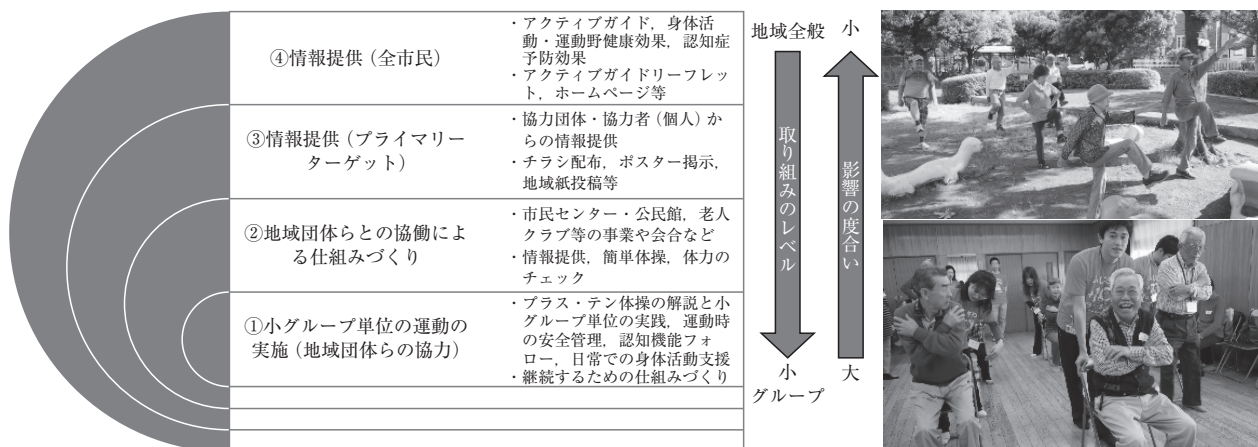 ④情報提供（全市民）
・アクティブガイド，身体活
動・運動野健康効果，認知症
予防効果
・アクティブガイドリーフレッ
ト，ホームページ等
③情報提供（プライマリー
ターゲット）
・協力団体・協力者（個人）か
らの情報提供
・チラシ配布，ポスター掲示，
地域紙投稿等
②地域団体らとの協働によ
る仕組みづくり
・市民センター・公民館，老人
クラブ等の事業や会合など
・情報提供，簡単体操，体力の
チェック
①小グループ単位の運動の
実施（地域団体らの協力）
・プラス・テン体操の解説と小
グループ単位の実践，運動時
の安全管理，認知機能フォ
ロー，日常での身体活動支援
・継続するための仕組みづくり
地域全般
取り組みのレベル
小
グループ
小
影響の度合い
大